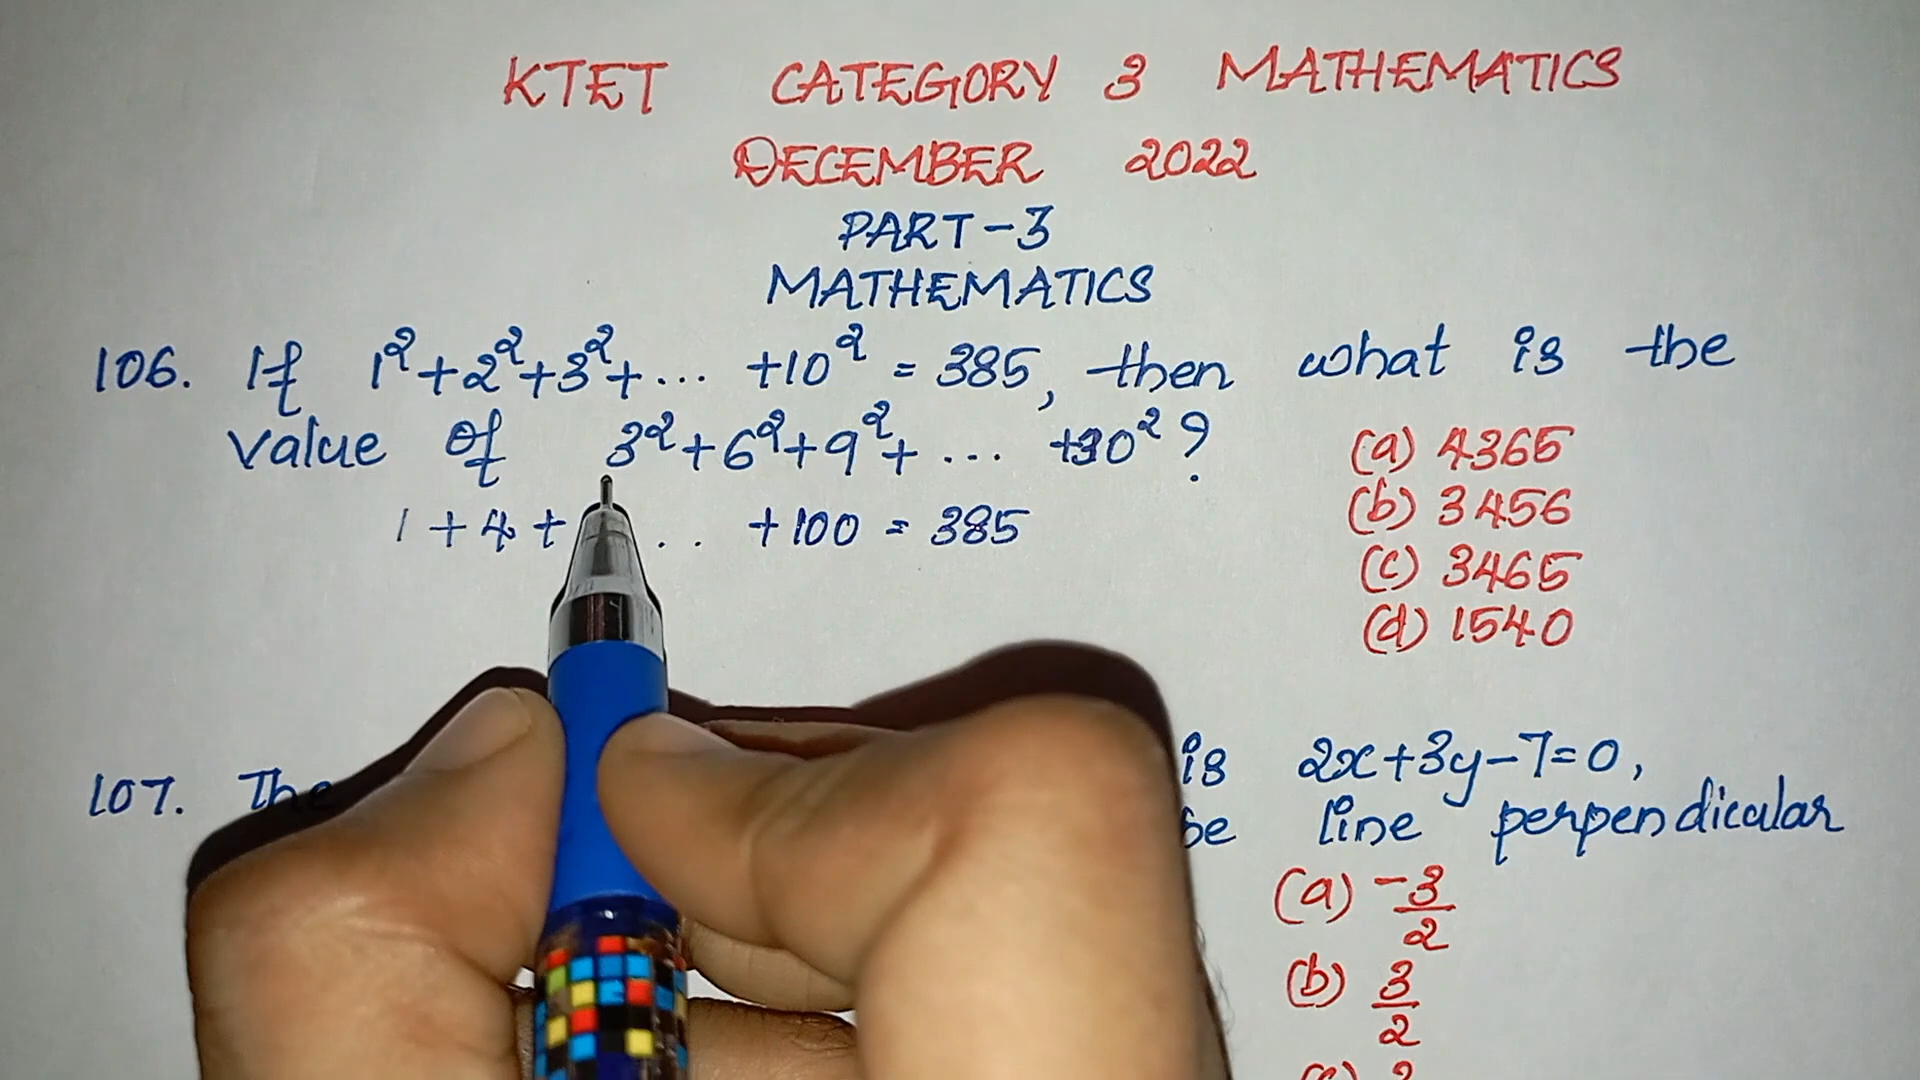 KTET CATEGORY 3 MATHEMATICS
DECEMBER 2022
PART-3
MATHEMATICS
106. If 1²+2²+3²+... +10² = 385, then what is the
value of 3²+6²+9²+... +30²?
(a) 4365
(b) 3456
(c) 3465
(d) 1540
1+4+ .. +100 = 385
107. The is 2x+3y-7=0,
line perpendicular
(a) -3/2
(b) 3/2